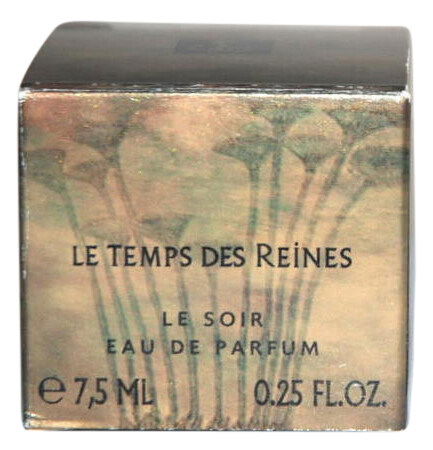 LE TEMPS DES REiNES
LE SOIR
EAU DE PARFUM
℮ 7,5 ML 0.25 FL.OZ.